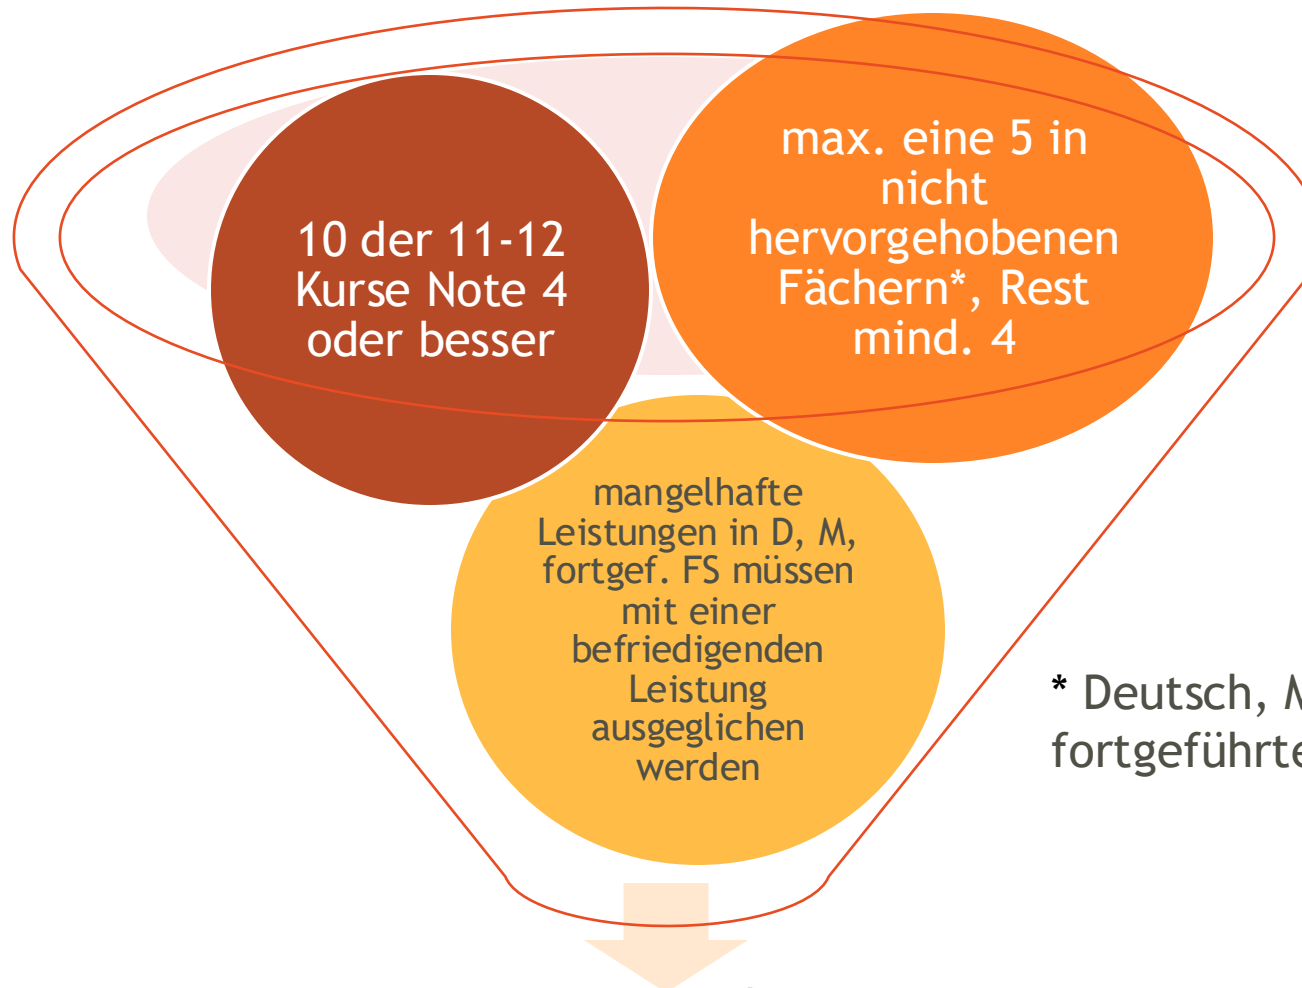 10 der 11-12
Kurse Note 4
oder besser
max. eine 5 in
nicht
hervorgehobenen
Fächern*, Rest
mind. 4
mangelhafte
Leistungen in D, M,
fortgef. FS müssen
mit einer
befriedigenden
Leistung
ausgeglichen
werden
* Deutsch,